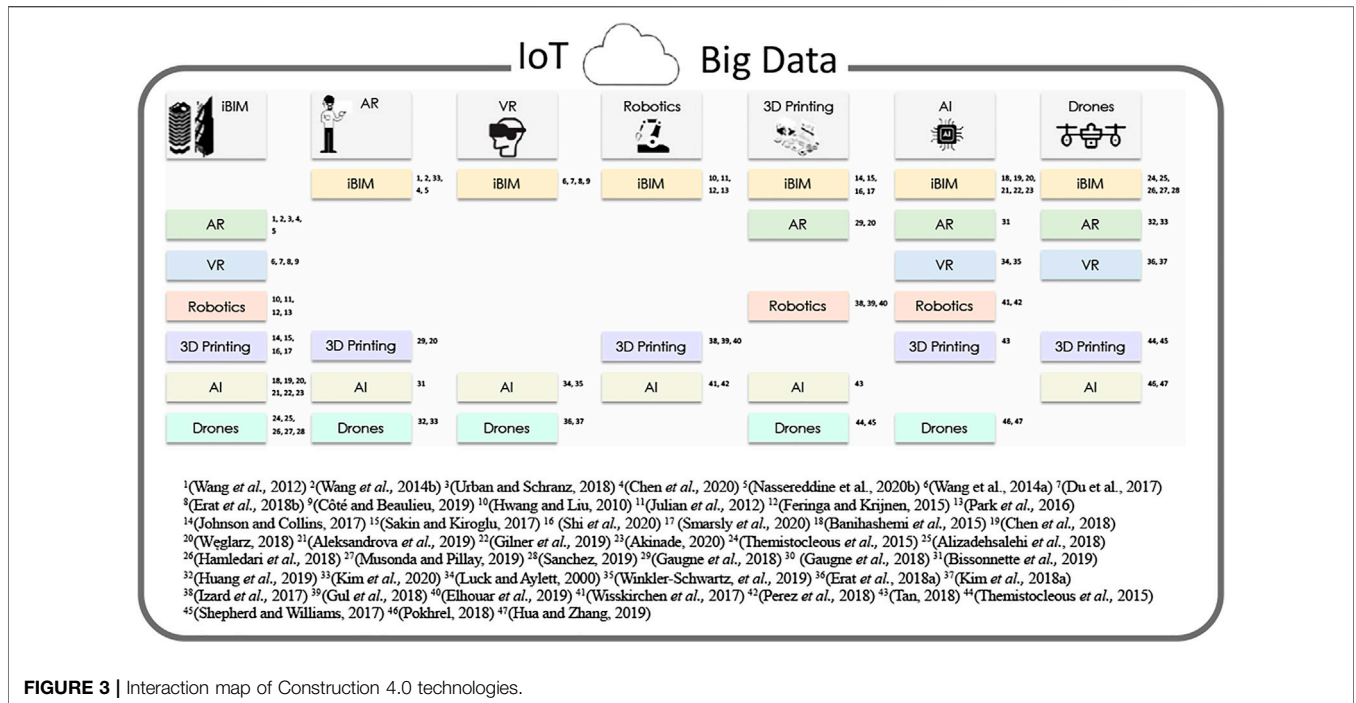 IoT Big Data
iBIM AR VR Robotics 3D Printing AI Drones
AI
iBIM 1, 2, 33, 4, 5 iBIM 6, 7, 8, 9 iBIM 10, 11, 12, 13 iBIM 14, 15, 16, 17 iBIM 18, 19, 20, 21, 22, 23 iBIM 24, 25, 26, 27, 28
AR 1, 2, 3, 4, 5 AR 29, 20 AR 31 AR 32, 33
VR 6, 7, 8, 9 VR 34, 35 VR 36, 37
Robotics 10, 11, 12, 13 Robotics 38, 39, 40 Robotics 41, 42
3D Printing 14, 15, 16, 17 3D Printing 29, 20 3D Printing 38, 39, 40 3D Printing 43 3D Printing 44, 45
AI 18, 19, 20, 21, 22, 23 AI 31 AI 34, 35 AI 41, 42 AI 43 AI 46, 47
Drones 24, 25, 26, 27, 28 Drones 32, 33 Drones 36, 37 Drones 44, 45 Drones 46, 47
1(Wang et al., 2012) 2(Wang et al., 2014b) 3(Urban and Schranz, 2018) 4(Chen et al., 2020) 5(Nassereddine et al., 2020b) 6(Wang et al., 2014a) 7(Du et al., 2017)
8(Erat et al., 2018b) 9(Côté and Beaulieu, 2019) 10(Hwang and Liu, 2010) 11(Julian et al., 2012) 12(Feringa and Krijnen, 2015) 13(Park et al., 2016)
14(Johnson and Collins, 2017) 15(Sakin and Kiroglu, 2017) 16 (Shi et al., 2020) 17 (Smarsly et al., 2020) 18(Banihashemi et al., 2015) 19(Chen et al., 2018)
20(Węglarz, 2018) 21(Aleksandrova et al., 2019) 22(Gilner et al., 2019) 23(Akinade, 2020) 24(Themistocleous et al., 2015) 25(Alizadehsalehi et al., 2018)
26(Hamledari et al., 2018) 27(Musonda and Pillay, 2019) 28(Sanchez, 2019) 29(Gaugne et al., 2018) 30 (Gaugne et al., 2018) 31(Bissonnette et al., 2019)
32(Huang et al., 2019) 33(Kim et al., 2020) 34(Luck and Aylett, 2000) 35(Winkler-Schwartz, et al., 2019) 36(Erat et al., 2018a) 37(Kim et al., 2018a)
38(Izard et al., 2017) 39(Gul et al., 2018) 40(Elhouar et al., 2019) 41(Wisskirchen et al., 2017) 42(Perez et al., 2018) 43(Tan, 2018) 44(Themistocleous et al., 2015)
45(Shepherd and Williams, 2017) 46(Pokhrel, 2018) 47(Hua and Zhang, 2019)
FIGURE 3 | Interaction map of Construction 4.0 technologies.